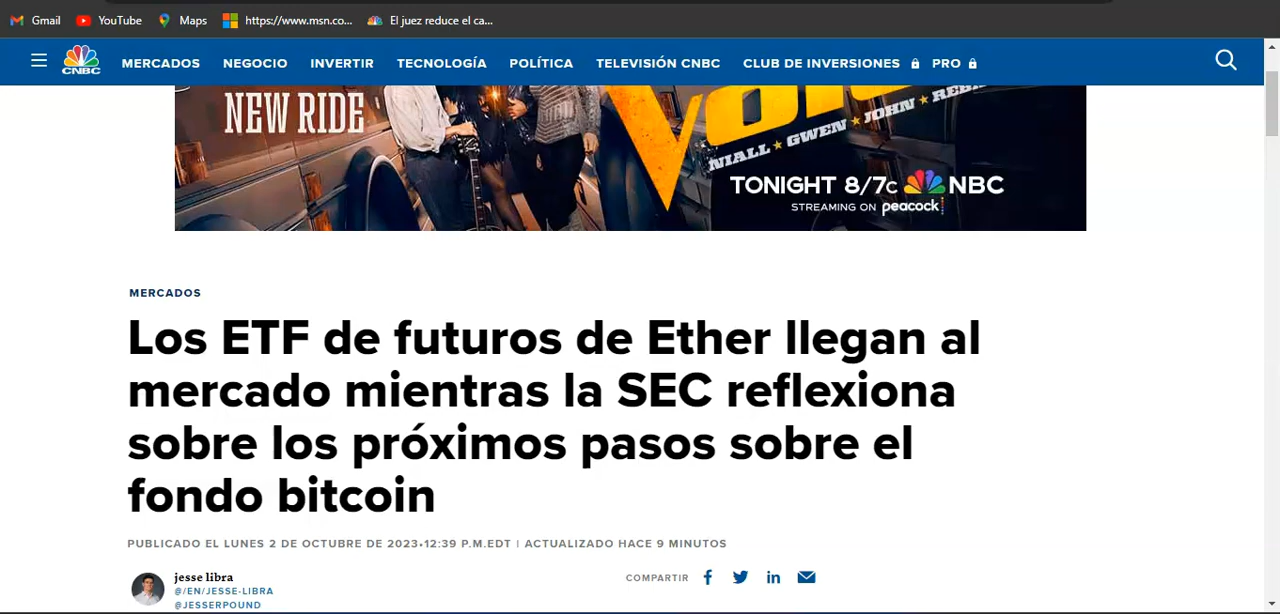 Gmail YouTube Maps https://www.msn.co... El juez reduce el ca...
CNBC MERCADOS NEGOCIO INVERTIR TECNOLOGÍA POLÍTICA TELEVISIÓN CNBC CLUB DE INVERSIONES PRO
NEW RIDE
NIALL ★ GWEN ★ JOHN ★ REBA
TONIGHT 8/7c NBC
STREAMING ON peacock
MERCADOS
Los ETF de futuros de Ether llegan al
mercado mientras la SEC reflexiona
sobre los próximos pasos sobre el
fondo bitcoin
PUBLICADO EL LUNES 2 DE OCTUBRE DE 2023•12:39 P.M.EDT | ACTUALIZADO HACE 9 MINUTOS
jesse libra
@/EN/JESSE-LIBRA
@JESSERPOUND
COMPARTIR